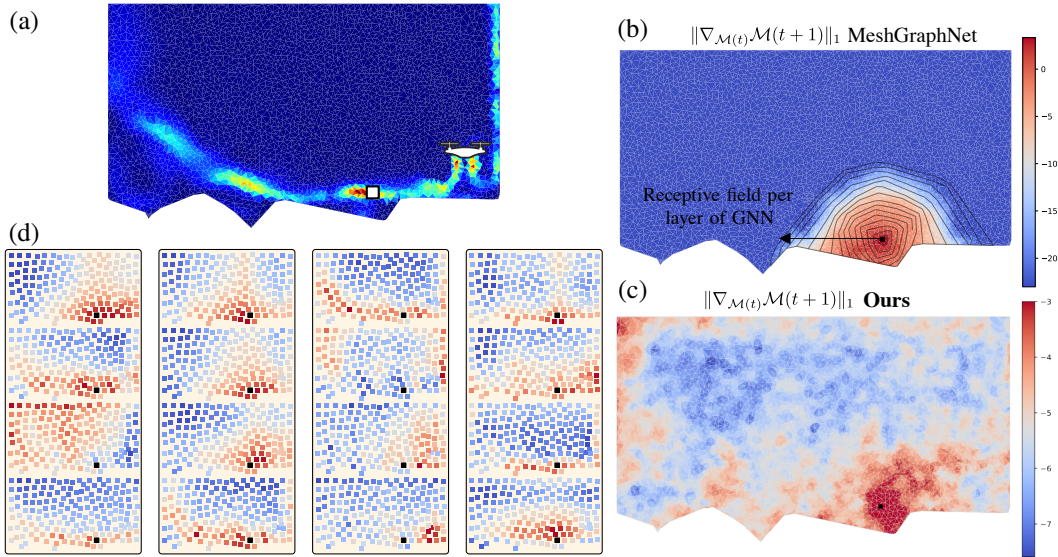 (a)
(b)
‖∇𝓜(t)𝓜(t + 1)‖₁ MeshGraphNet
0
−5
−10
−15
−20
Receptive field per
layer of GNN
(c)
‖∇𝓜(t)𝓜(t + 1)‖₁ Ours
−3
−4
−5
−6
−7
(d)